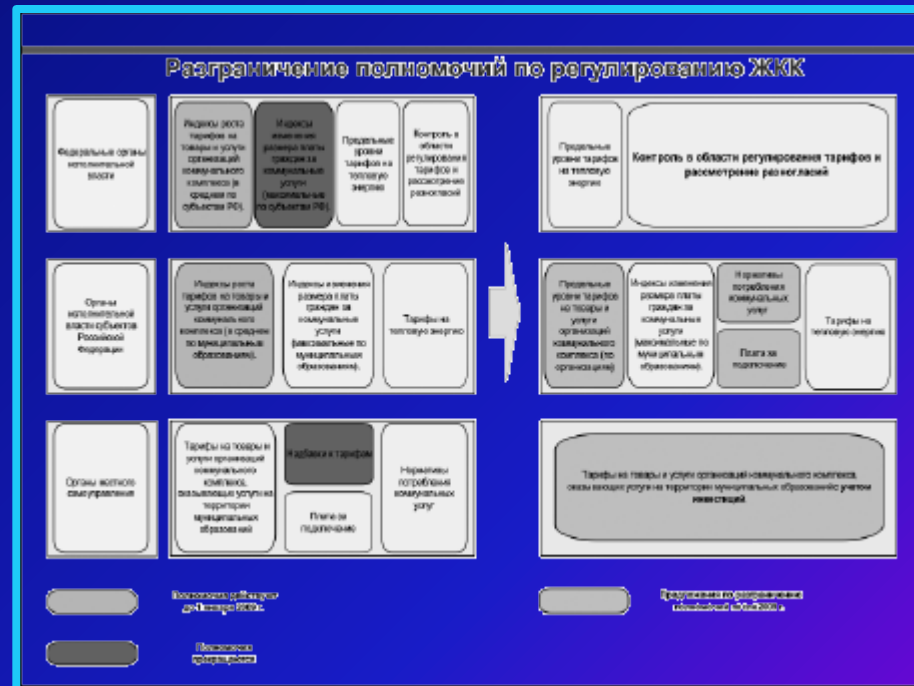 Разграничение полномочий по регулированию ЖКК
Федеральные органы
исполнительной
власти
Индексы роста
тарифов на
товары и услуги
организаций
коммунального
комплекса (в
среднем по
субъектам РФ).
Индексы
изменения
размера платы
граждан за
коммунальные
услуги
(максимальные
по субъектам РФ).
Предельные
уровни
тарифов на
тепловую
энергию
Контроль в
области
регулирования
тарифов и
рассмотрения
разногласий
Предельные
уровни тарифов
на тепловую
энергию
Контроль в области регулирования тарифов и
рассмотрение разногласий
Органы
исполнительной
власти субъектов
Российской
Федерации
Индексы роста
тарифов на товары и
услуги организаций
коммунального
комплекса (в среднем
по муниципальным
образованиям).
Индексы изменения
размера платы
граждан за
коммунальные
услуги
(максимальные по
муниципальным
образованиям).
Тарифы на
тепловую энергию
Предельные
уровни тарифов
на товары и
услуги
организаций
коммунального
комплекса (по
организациям)
Индексы изменения
размера платы
граждан за
коммунальные
услуги
(максимальные по
муниципальным
образованиям).
Нормативы
потребления
коммунальных
услуг
Плата за
подключение
Тарифы на
тепловую энергию
Органы местного
самоуправления
Тарифы на товары и
услуги организаций
коммунального
комплекса,
оказывающих услуги на
территории
муниципальных
образований
Надбавки к тарифам
Плата за
подключение
Нормативы
потребления
коммунальных
услуг
Тарифы на товары и услуги организаций коммунального комплекса,
оказывающих услуги на территории муниципальных образований с учетом
инвестиций
Полномочия
Предложения по разграничению
Полномочия
прекращаются